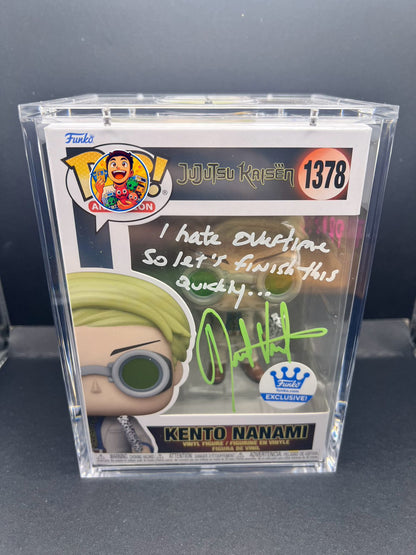 Funko
POP!
JUJUTSU KAISEN
1378
I hate overtime
So let's finish this
quickly...
Funko
EXCLUSIVE!
KENTO NANAMI
VINYL FIGURE / FIGURINE EN VINYLE
FIGURA DE VINIL